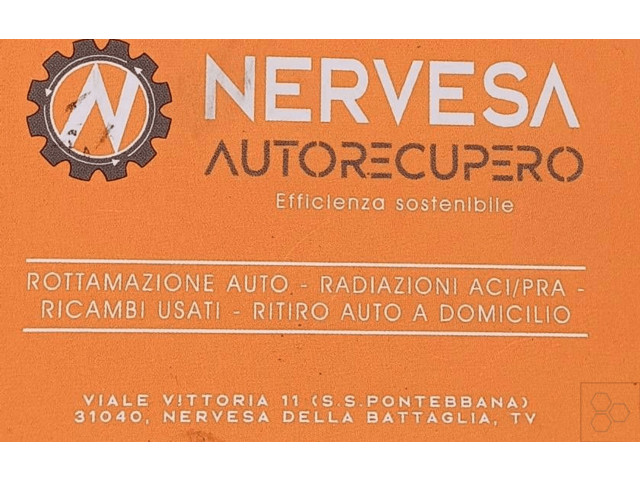 N
NERVESA
AUTORECUPERO
Efficienza sostenibile
ROTTAMAZIONE AUTO - RADIAZIONI ACI/PRA -
RICAMBI USATI - RITIRO AUTO A DOMICILIO
VIALE VITTORIA 11 (S.S.PONTEBBANA)
31040, NERVESA DELLA BATTAGLIA, TV